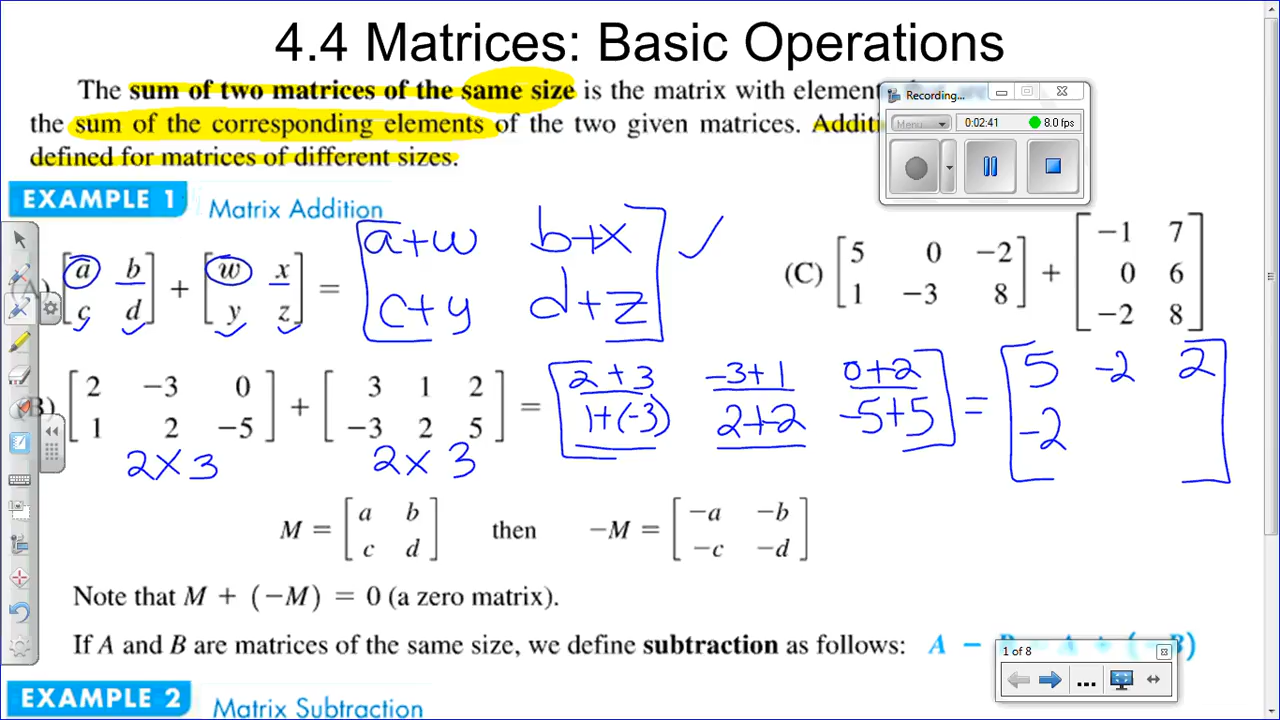 4.4 Matrices: Basic Operations
The sum of two matrices of the same size is the matrix with element
the sum of the corresponding elements of the two given matrices. Additi
defined for matrices of different sizes.
Recording...
Menu 0:02:41 8.0 fps
EXAMPLE 1 Matrix Addition
[a b] + [w x] = [a+w b+x] ✓
[c d] [y z] [c+y d+z]
(C) [5 0 −2] + [−1 7]
[1 −3 8] [0 6]
[−2 8]
B) [2 −3 0] + [3 1 2] = [2+3 -3+1 0+2] = [5 -2 2]
[1 2 −5] [−3 2 5] [1+(-3) 2+2 -5+5] [-2]
2X3 2x3
M = [a b] then −M = [−a −b]
[c d] [−c −d]
Note that M + (−M) = 0 (a zero matrix).
If A and B are matrices of the same size, we define subtraction as follows: A −
1 of 8
...
EXAMPLE 2 Matrix Subtraction